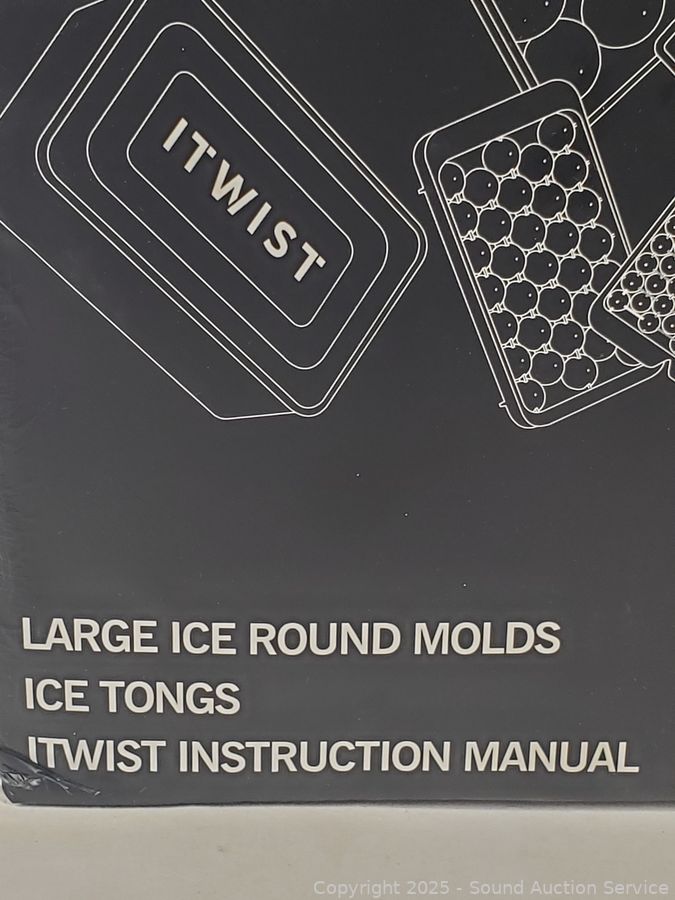 ITWIST
LARGE ICE ROUND MOLDS
ICE TONGS
ITWIST INSTRUCTION MANUAL
Copyright 2025 - Sound Auction Service